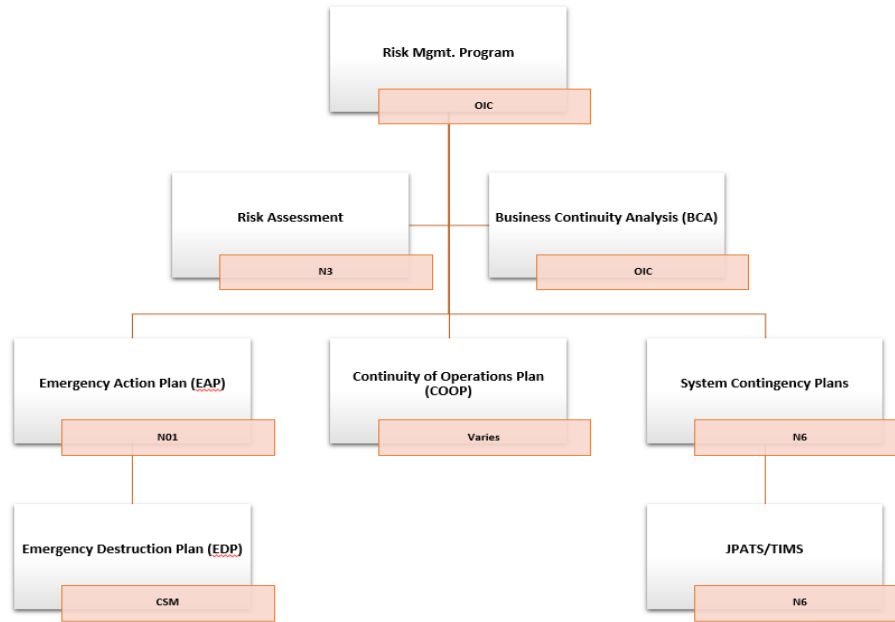 Risk Mgmt. Program
OIC
Risk Assessment
N3
Business Continuity Analysis (BCA)
OIC
Emergency Action Plan (EAP)
N01
Continuity of Operations Plan
(COOP)
Varies
System Contingency Plans
N6
Emergency Destruction Plan (EDP)
CSM
JPATS/TIMS
N6